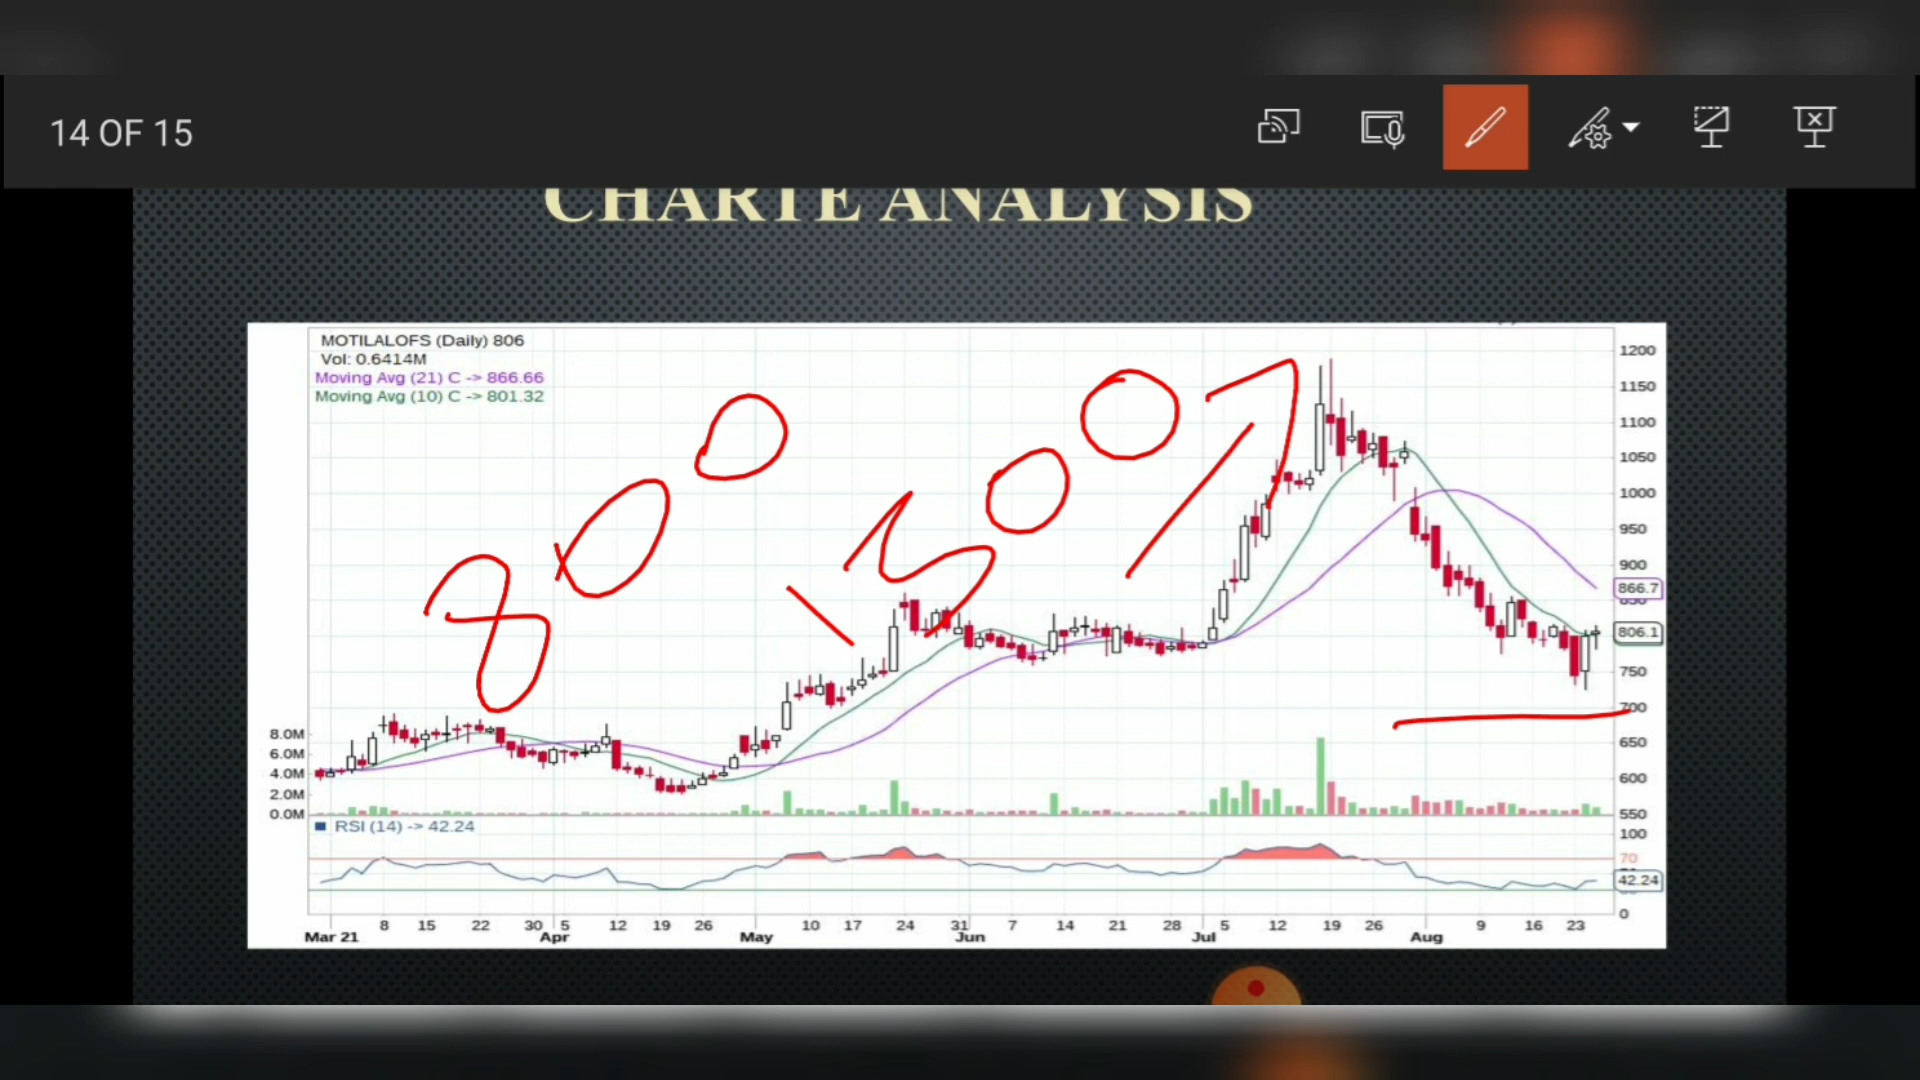 14 OF 15
CHARTE ANALYSIS
MOTILALOFS (Daily) 806
Vol: 0.6414M
Moving Avg (21) C -> 866.66
Moving Avg (10) C -> 801.32
800
1200
1150
1100
1050
1000
950
900
866.7
850
806.1
750
700
650
600
550
8.0M
6.0M
4.0M
2.0M
0.0M
RSI (14) -> 42.24
100
70
42.24
0
8 15 22 30 5 12 19 26 10 17 24 31 7 14 21 28 5 12 19 26 9 16 23
Mar 21 Apr May Jun Jul Aug